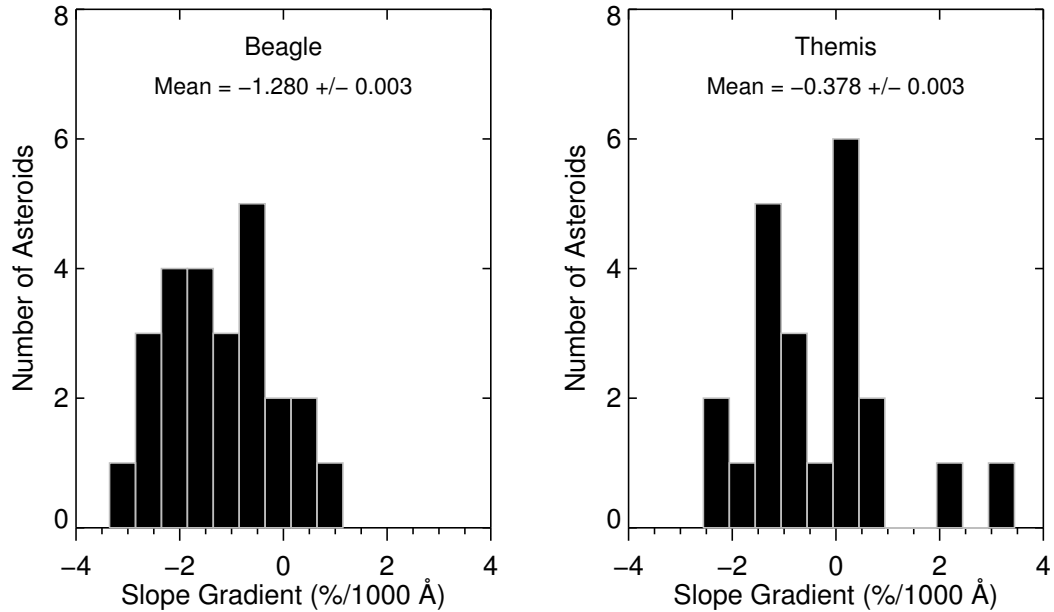 Beagle
Mean = −1.280 +/− 0.003
8
6
4
2
0
Number of Asteroids
−4 −2 0 2 4
Slope Gradient (%/1000 Å)
Themis
Mean = −0.378 +/− 0.003
8
6
4
2
0
Number of Asteroids
−4 −2 0 2 4
Slope Gradient (%/1000 Å)